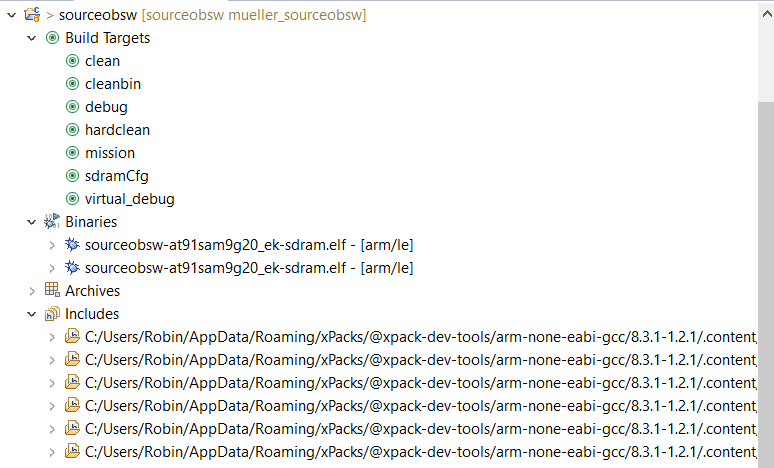 > sourceobsw [sourceobsw mueller_sourceobsw]
Build Targets
clean
cleanbin
debug
hardclean
mission
sdramCfg
virtual_debug
Binaries
sourceobsw-at91sam9g20_ek-sdram.elf - [arm/le]
sourceobsw-at91sam9g20_ek-sdram.elf - [arm/le]
Archives
Includes
C:/Users/Robin/AppData/Roaming/xPacks/@xpack-dev-tools/arm-none-eabi-gcc/8.3.1-1.2.1/.content/
C:/Users/Robin/AppData/Roaming/xPacks/@xpack-dev-tools/arm-none-eabi-gcc/8.3.1-1.2.1/.content/
C:/Users/Robin/AppData/Roaming/xPacks/@xpack-dev-tools/arm-none-eabi-gcc/8.3.1-1.2.1/.content/
C:/Users/Robin/AppData/Roaming/xPacks/@xpack-dev-tools/arm-none-eabi-gcc/8.3.1-1.2.1/.content/
C:/Users/Robin/AppData/Roaming/xPacks/@xpack-dev-tools/arm-none-eabi-gcc/8.3.1-1.2.1/.content/
C:/Users/Robin/AppData/Roaming/xPacks/@xpack-dev-tools/arm-none-eabi-gcc/8.3.1-1.2.1/.content/